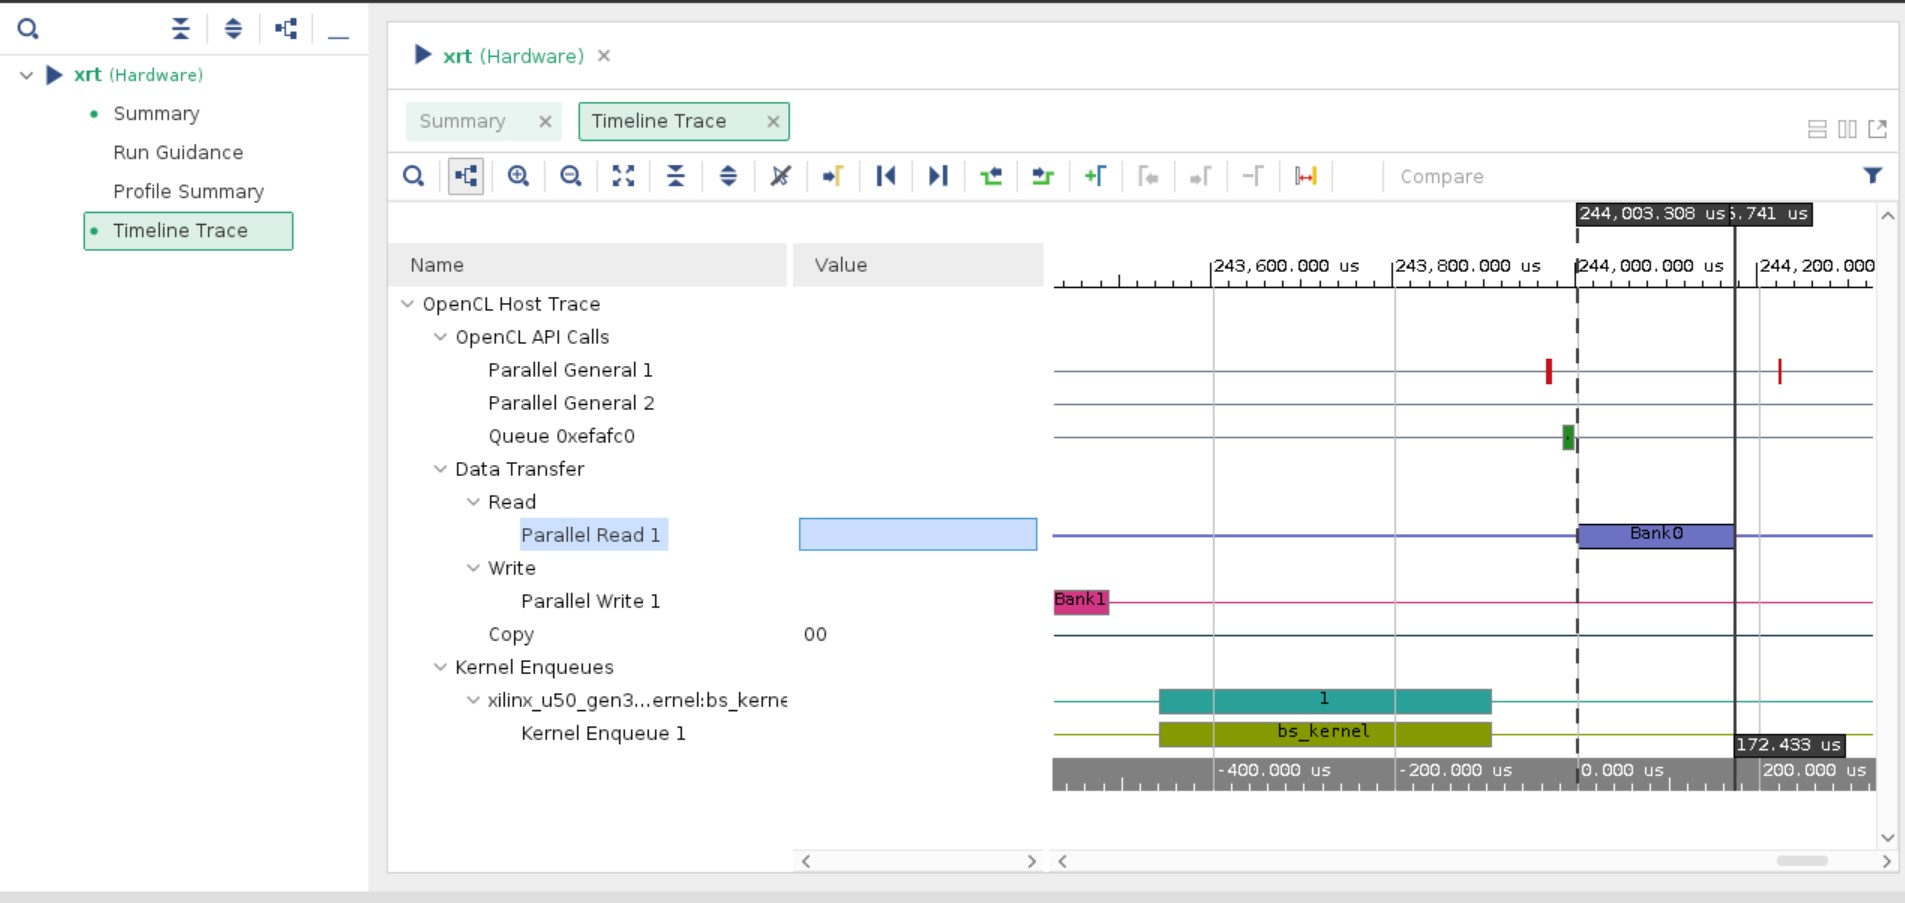 xrt (Hardware)
Summary
Run Guidance
Profile Summary
Timeline Trace
xrt (Hardware)
Summary
Timeline Trace
Compare
244,003.308 us 5.741 us
Name Value
243,600.000 us 243,800.000 us 244,000.000 us 244,200.000
OpenCL Host Trace
OpenCL API Calls
Parallel General 1
Parallel General 2
Queue 0xefafc0
Data Transfer
Read
Parallel Read 1 Bank0
Write
Parallel Write 1 Bank1
Copy 00
Kernel Enqueues
xilinx_u50_gen3...ernel:bs_kerne 1
Kernel Enqueue 1 bs_kernel
172.433 us
-400.000 us -200.000 us 0.000 us 200.000 us